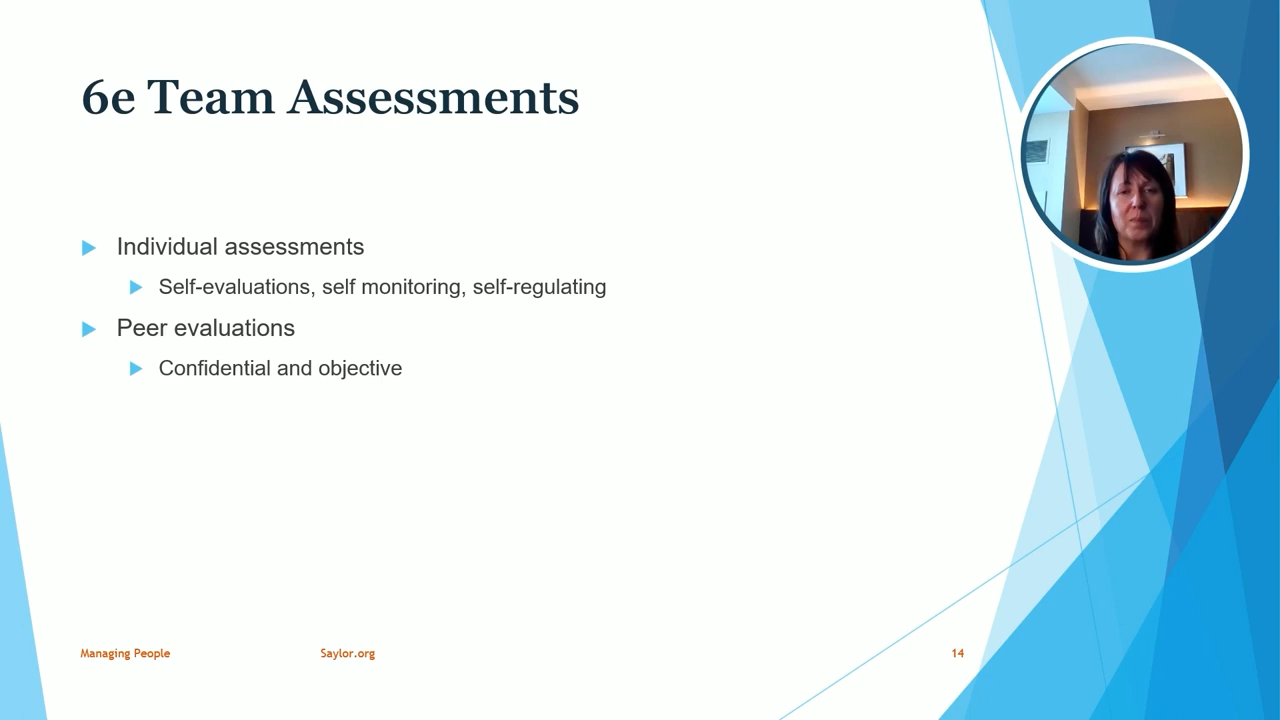 6e Team Assessments
Individual assessments
Self-evaluations, self monitoring, self-regulating
Peer evaluations
Confidential and objective
Managing People
Saylor.org
14